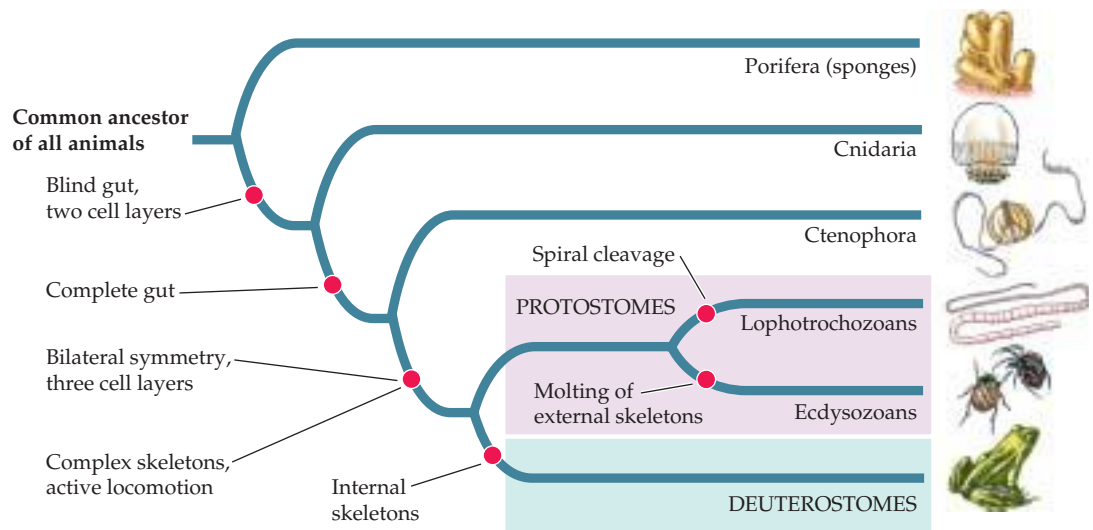 Porifera (sponges)
Common ancestor
of all animals
Cnidaria
Blind gut,
two cell layers
Ctenophora
Spiral cleavage
Complete gut
PROTOSTOMES
Lophotrochozoans
Bilateral symmetry,
three cell layers
Molting of
external skeletons
Ecdysozoans
Complex skeletons,
active locomotion
Internal
skeletons
DEUTEROSTOMES